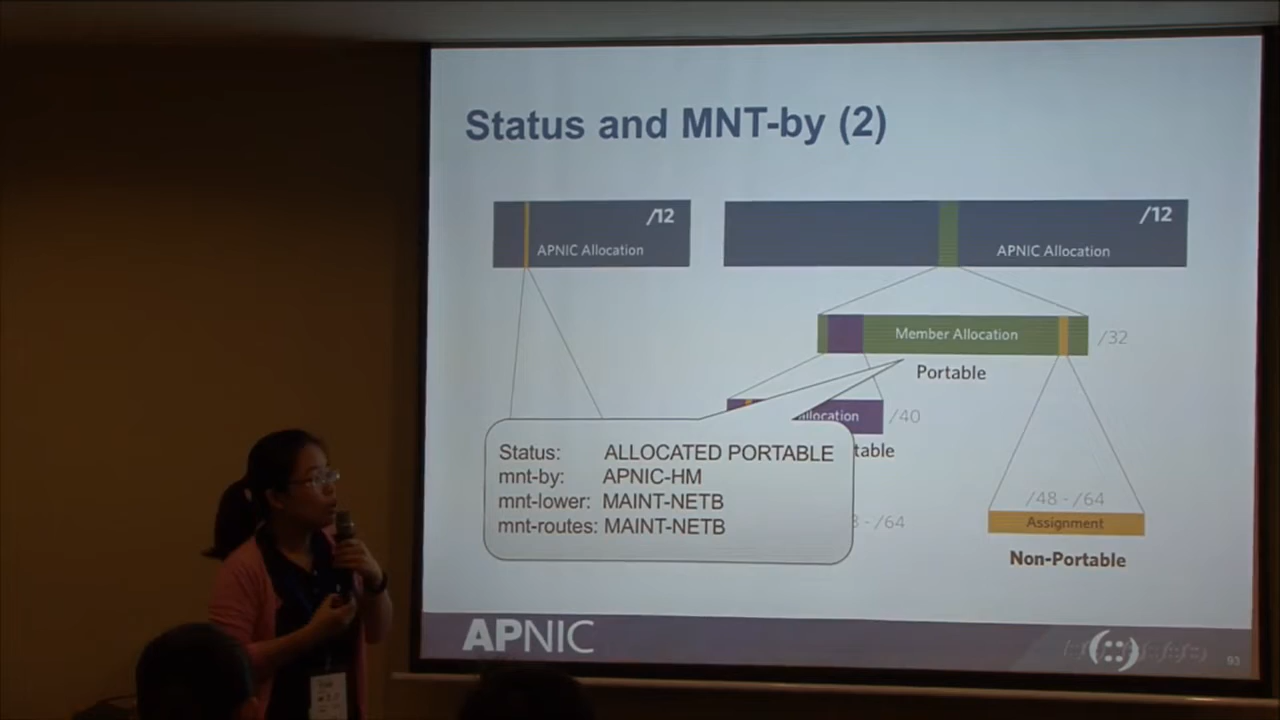 Status and MNT-by (2)
/12
APNIC Allocation
/12
APNIC Allocation
Member Allocation
/32
Portable
allocation
/40
table
Status: ALLOCATED PORTABLE
mnt-by: APNIC-HM
mnt-lower: MAINT-NETB
mnt-routes: MAINT-NETB
- /64
/48 - /64
Assignment
Non-Portable
APNIC
93